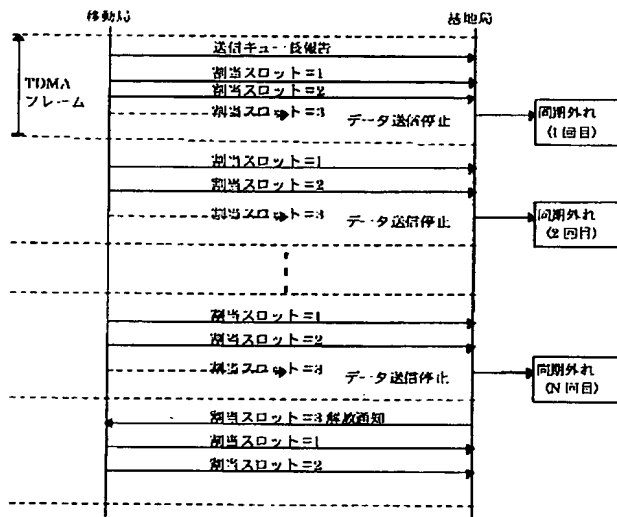 移動局
基地局
送信キュー長報告
割当スロット=1
割当スロット=2
割当スロット=3
データ送信停止
TDMA
フレーム
同期外れ
(1回目)
割当スロット=1
割当スロット=2
割当スロット=3
データ送信停止
同期外れ
(2回目)
割当スロット=1
割当スロット=2
割当スロット=3
データ送信停止
同期外れ
(N回目)
割当スロット=3 解放通知
割当スロット=1
割当スロット=2